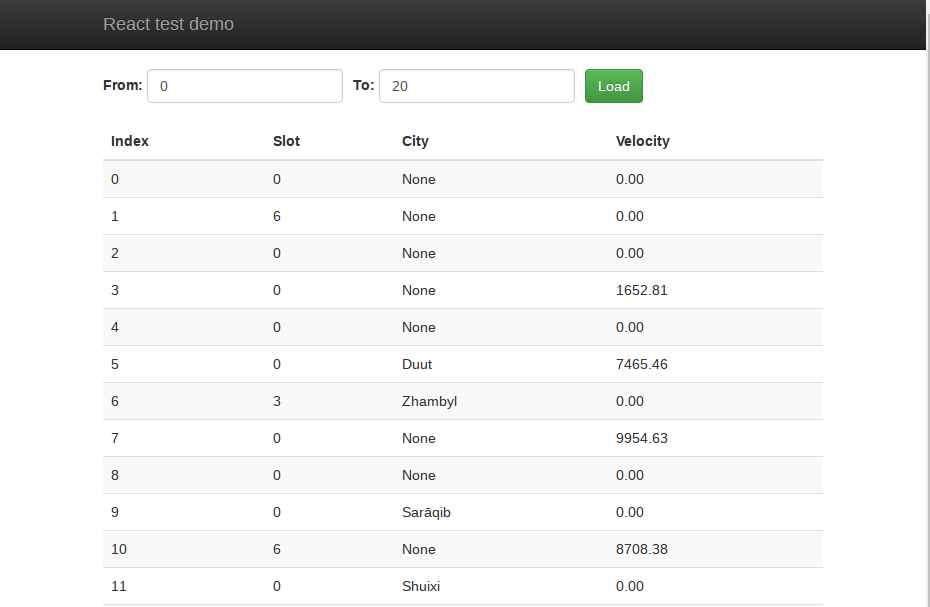 React test demo
From: 0 To: 20 Load
Index Slot City Velocity
0 0 None 0.00
1 6 None 0.00
2 0 None 0.00
3 0 None 1652.81
4 0 None 0.00
5 0 Duut 7465.46
6 3 Zhambyl 0.00
7 0 None 9954.63
8 0 None 0.00
9 0 Sarāqib 0.00
10 6 None 8708.38
11 0 Shuixi 0.00